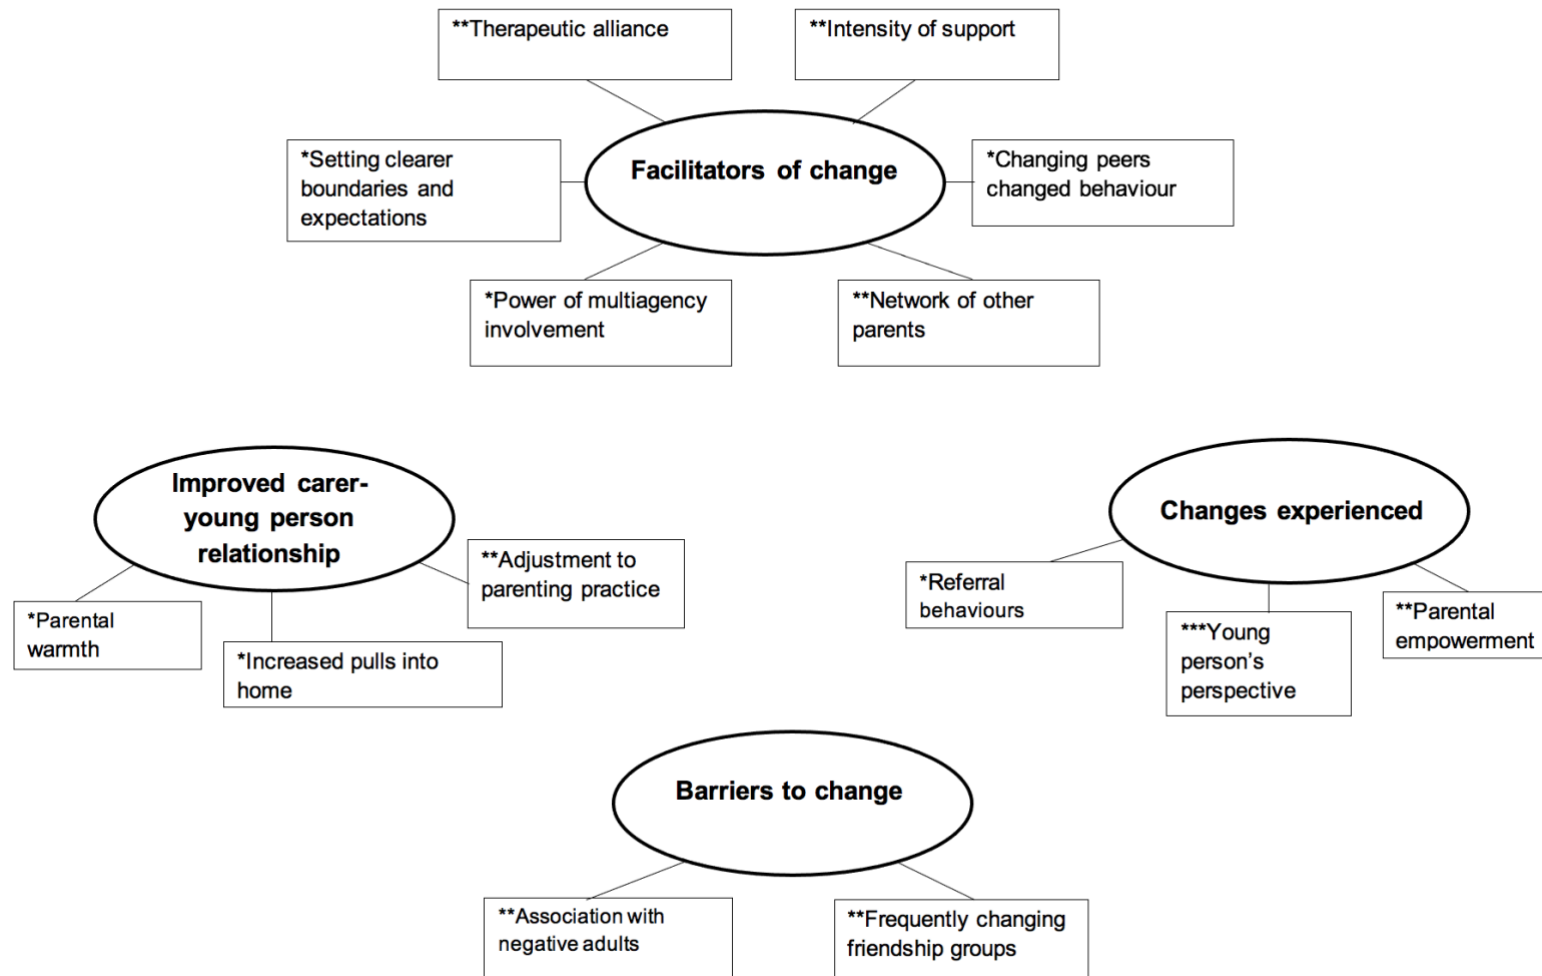 **Therapeutic alliance
**Intensity of support
Facilitators of change
*Setting clearer
boundaries and
expectations
*Changing peers
changed behaviour
*Power of multiagency
involvement
**Network of other
parents
Improved carer-
young person
relationship
*Parental
warmth
*Increased pulls into
home
**Adjustment to
parenting practice
Changes experienced
*Referral
behaviours
***Young
person’s
perspective
**Parental
empowerment
Barriers to change
**Association with
negative adults
**Frequently changing
friendship groups